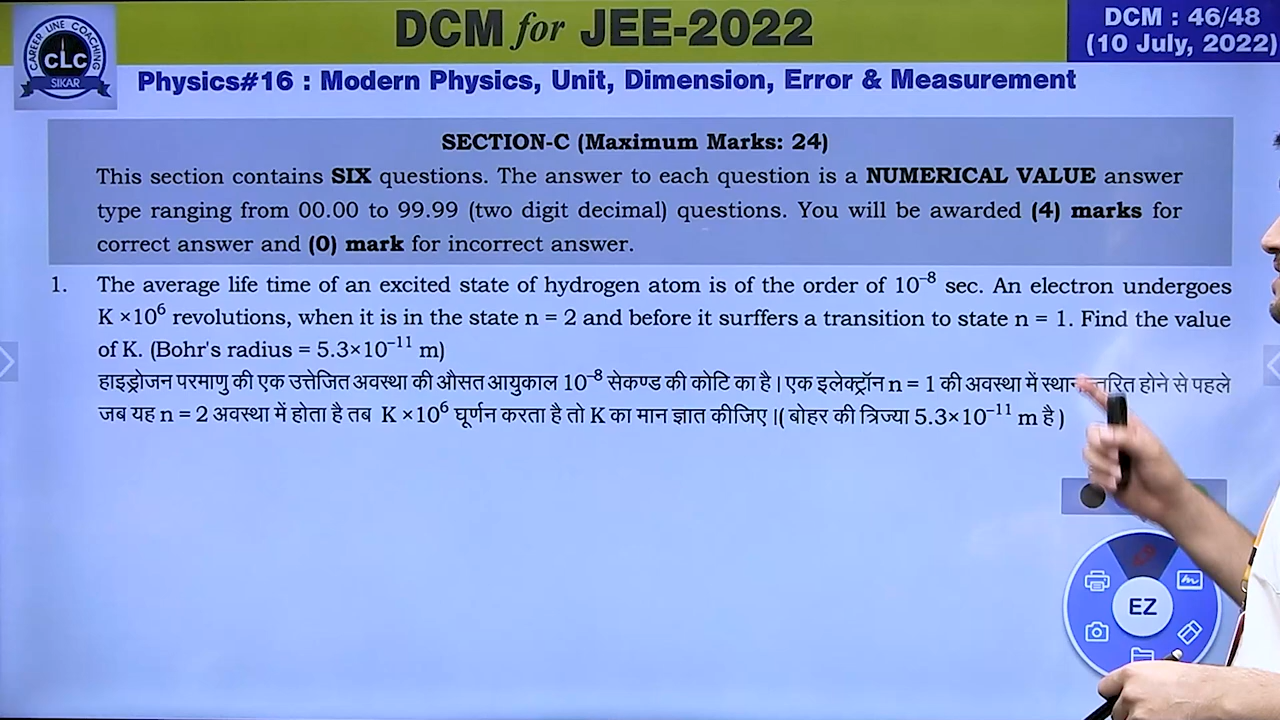 DCM for JEE-2022
DCM : 46/48
(10 July, 2022)
CAREER LINE COACHING
CLC
SIKAR
Physics#16 : Modern Physics, Unit, Dimension, Error & Measurement
SECTION-C (Maximum Marks: 24)
This section contains SIX questions. The answer to each question is a NUMERICAL VALUE answer
type ranging from 00.00 to 99.99 (two digit decimal) questions. You will be awarded (4) marks for
correct answer and (0) mark for incorrect answer.
1. The average life time of an excited state of hydrogen atom is of the order of 10⁻⁸ sec. An electron undergoes
K ×10⁶ revolutions, when it is in the state n = 2 and before it surffers a transition to state n = 1. Find the value
of K. (Bohr's radius = 5.3×10⁻¹¹ m)
हाइड्रोजन परमाणु की एक उत्तेजित अवस्था की औसत आयुकाल 10⁻⁸ सेकण्ड की कोटि का है। एक इलेक्ट्रॉन n = 1 की अवस्था में होने से पहले
जब यह n = 2 अवस्था में होता है तब K ×10⁶ घूर्णन करता है तो K का मान ज्ञात कीजिए।( बोहर की त्रिज्या 5.3×10⁻¹¹ m है )
EZ